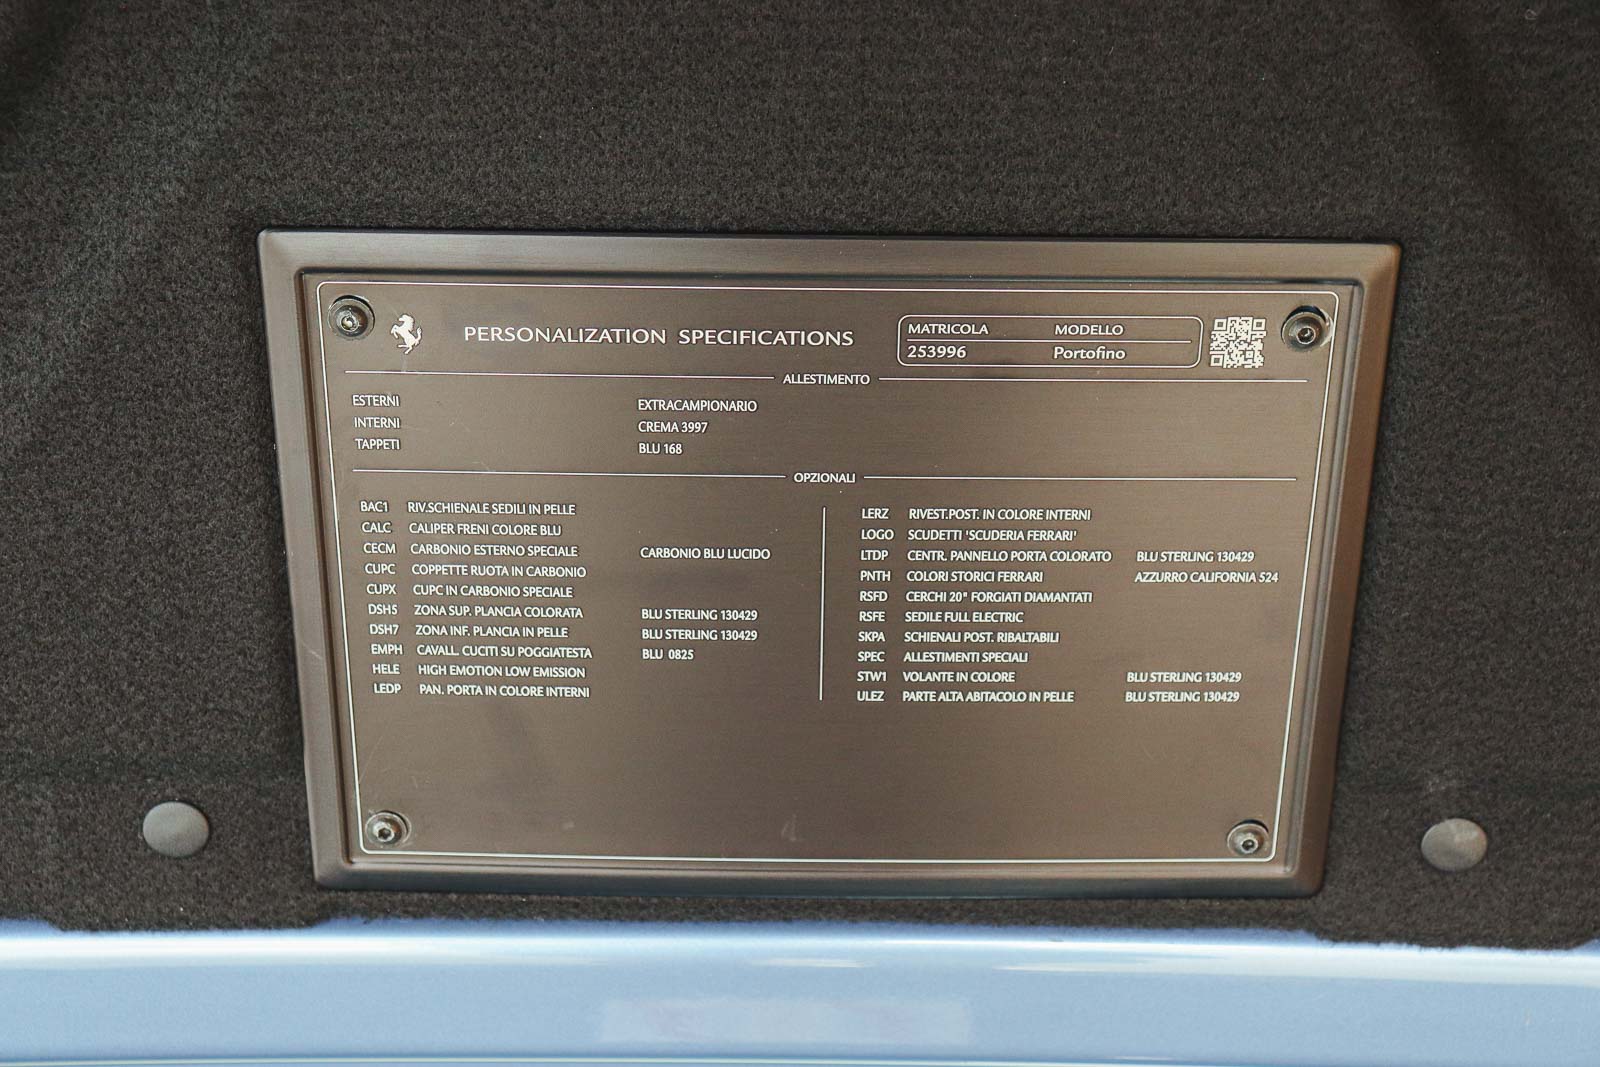 PERSONALIZATION SPECIFICATIONS
MATRICOLA MODELLO
253996 Portofino
ALLESTIMENTO
ESTERNI EXTRACAMPIONARIO
INTERNI CREMA 3997
TAPPETI BLU 168
OPZIONALI
BAC1 RIV.SCHIENALE SEDILI IN PELLE
CALC CALIPER FRENI COLORE BLU
CECM CARBONIO ESTERNO SPECIALE CARBONIO BLU LUCIDO
CUPC COPPETTE RUOTA IN CARBONIO
CUPX CUPC IN CARBONIO SPECIALE
DSH5 ZONA SUP. PLANCIA COLORATA BLU STERLING 130429
DSH7 ZONA INF. PLANCIA IN PELLE BLU STERLING 130429
EMPH CAVALL. CUCITI SU POGGIATESTA BLU 0825
HELE HIGH EMOTION LOW EMISSION
LEDP PAN. PORTA IN COLORE INTERNI
LERZ RIVEST.POST. IN COLORE INTERNI
LOGO SCUDETTI 'SCUDERIA FERRARI'
LTDP CENTR. PANNELLO PORTA COLORATO BLU STERLING 130429
PNTH COLORI STORICI FERRARI AZZURRO CALIFORNIA 524
RSFD CERCHI 20" FORGIATI DIAMANTATI
RSFE SEDILE FULL ELECTRIC
SKPA SCHIENALI POST. RIBALTABILI
SPEC ALLESTIMENTI SPECIALI
STW1 VOLANTE IN COLORE BLU STERLING 130429
ULEZ PARTE ALTA ABITACOLO IN PELLE BLU STERLING 130429